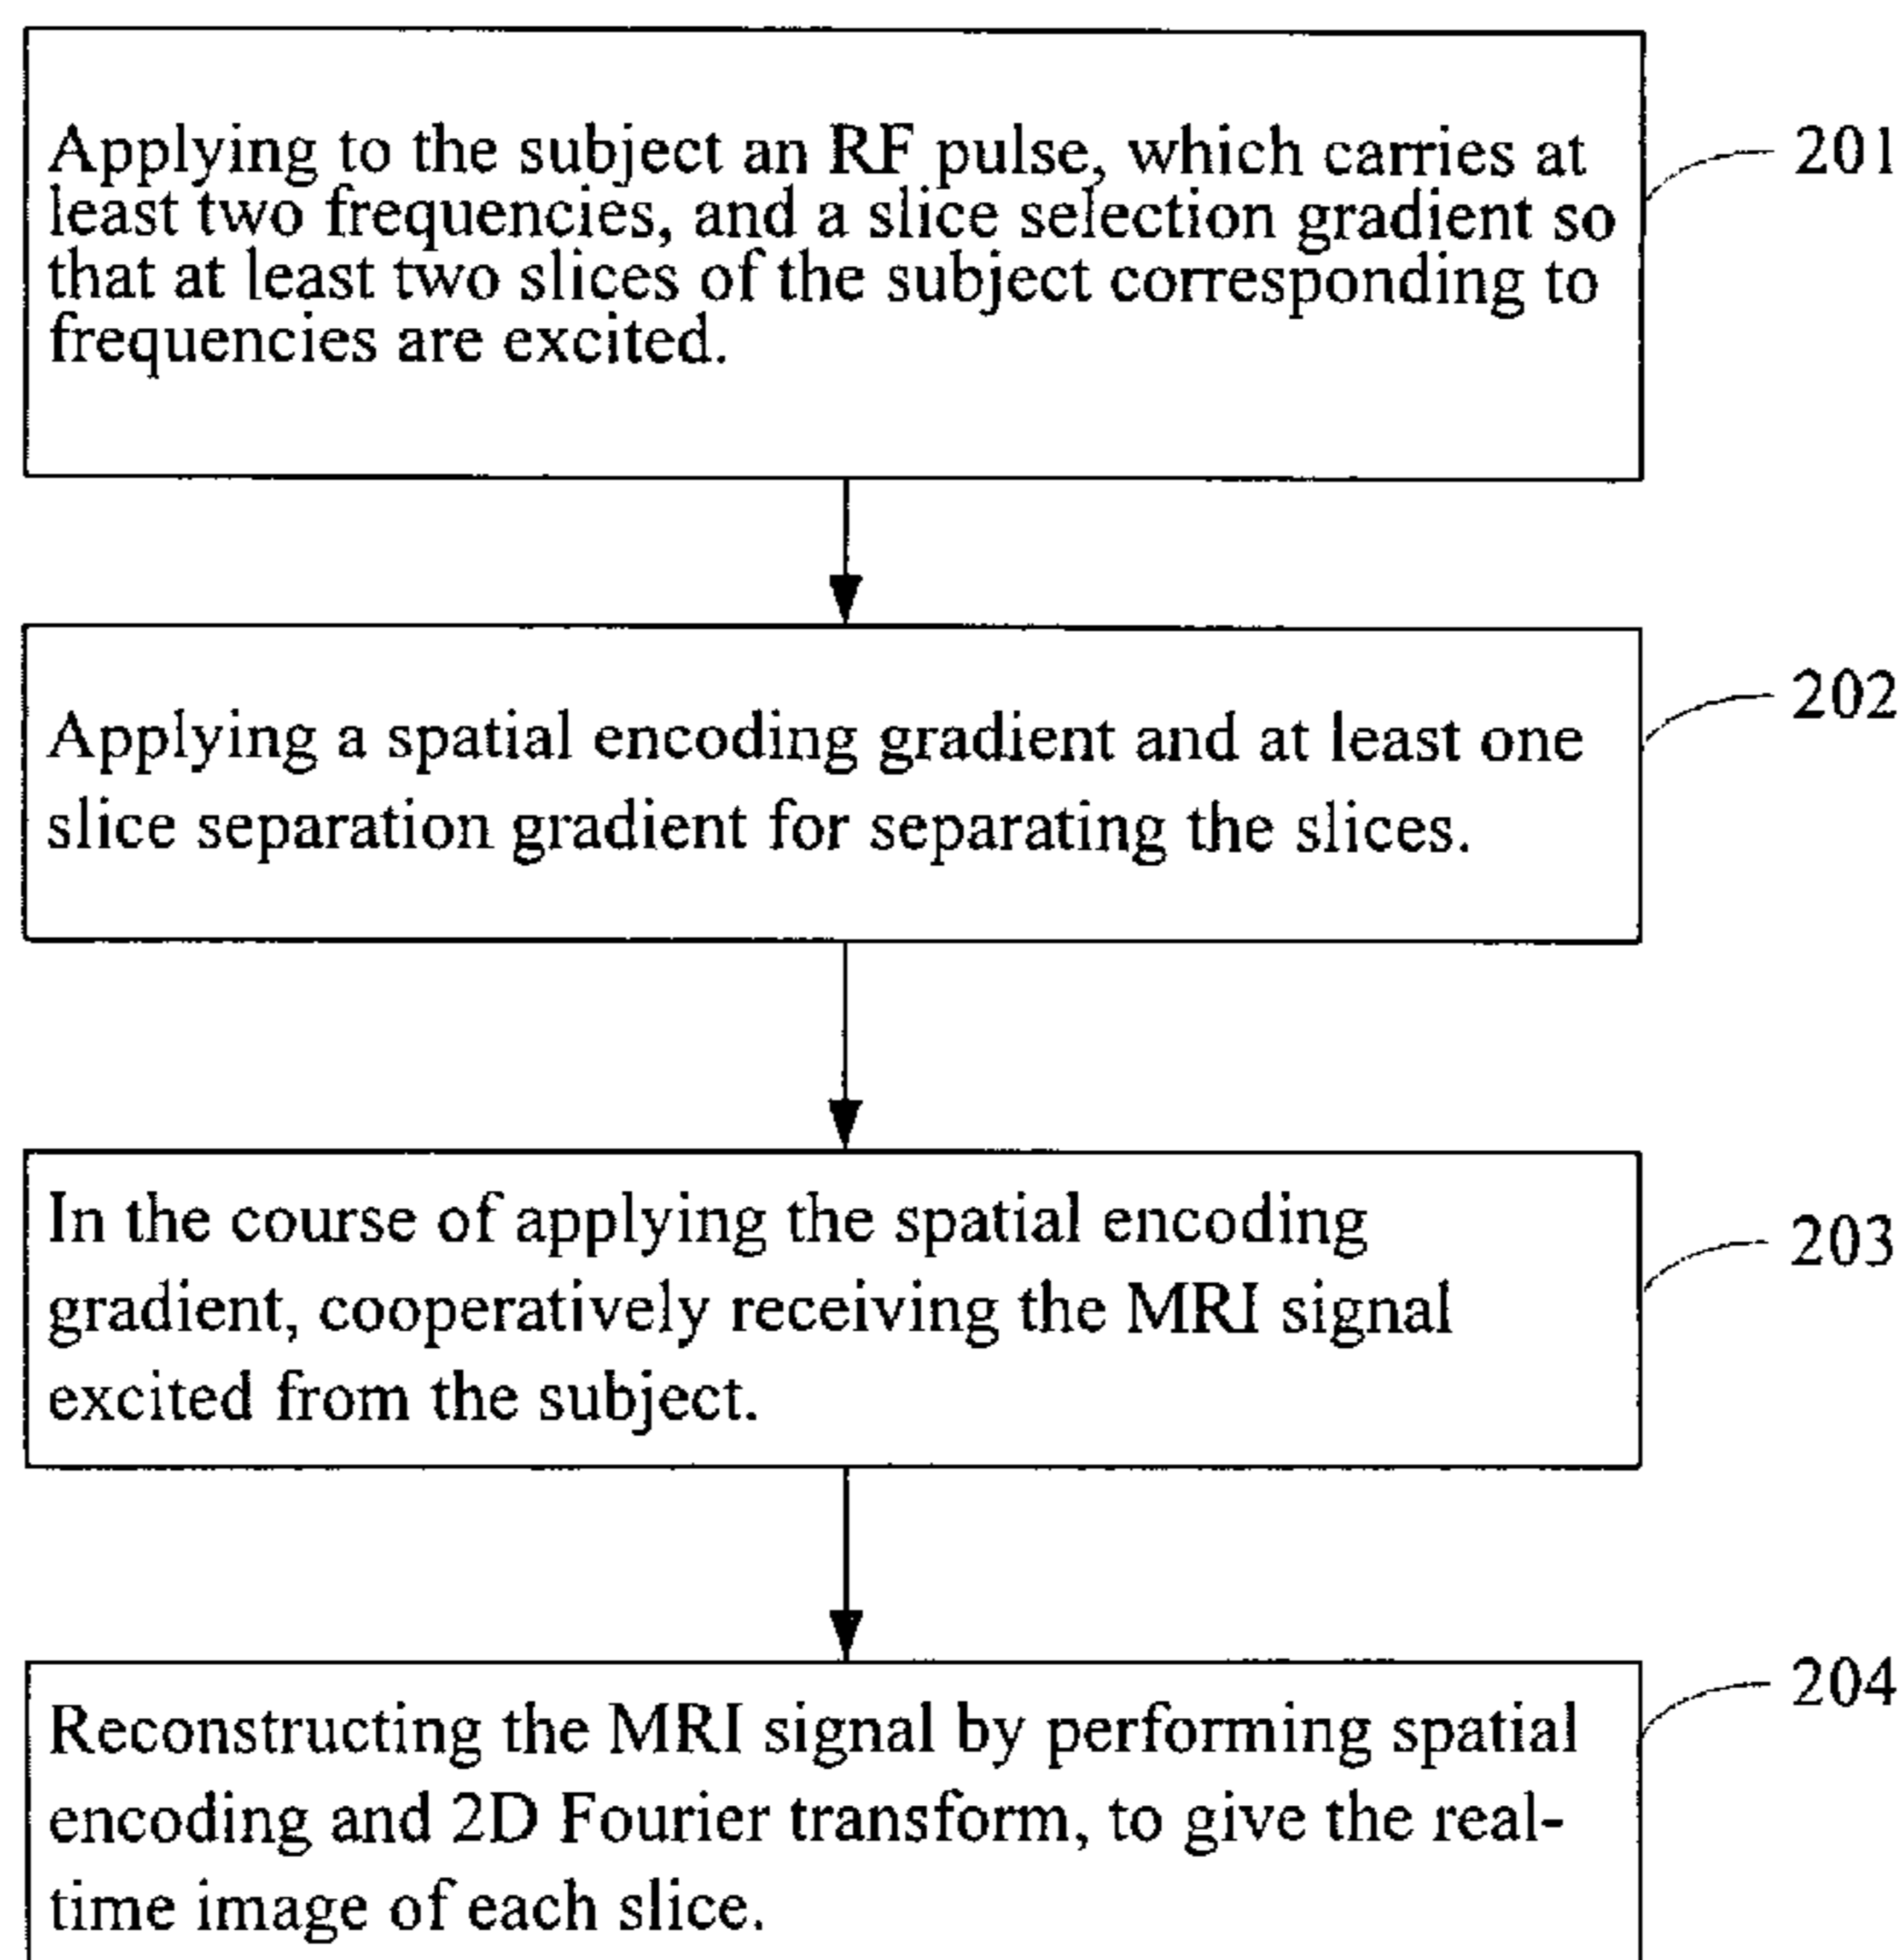 Applying to the subject an RF pulse, which carries at
least two frequencies, and a slice selection gradient so
that at least two slices of the subject corresponding to
frequencies are excited.
201
Applying a spatial encoding gradient and at least one
slice separation gradient for separating the slices.
202
In the course of applying the spatial encoding
gradient, cooperatively receiving the MRI signal
excited from the subject.
203
Reconstructing the MRI signal by performing spatial
encoding and 2D Fourier transform, to give the real-
time image of each slice.
204